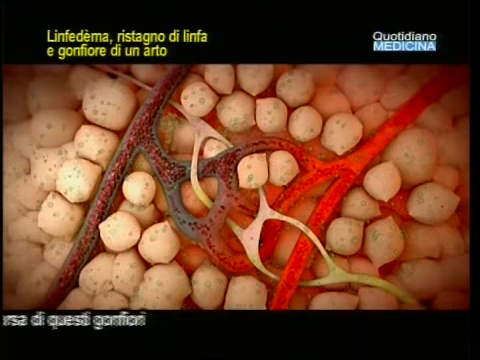 Linfedèma, ristagno di linfa
e gonfiore di un arto
Quotidiano
MEDICINA
di questi gonfiori